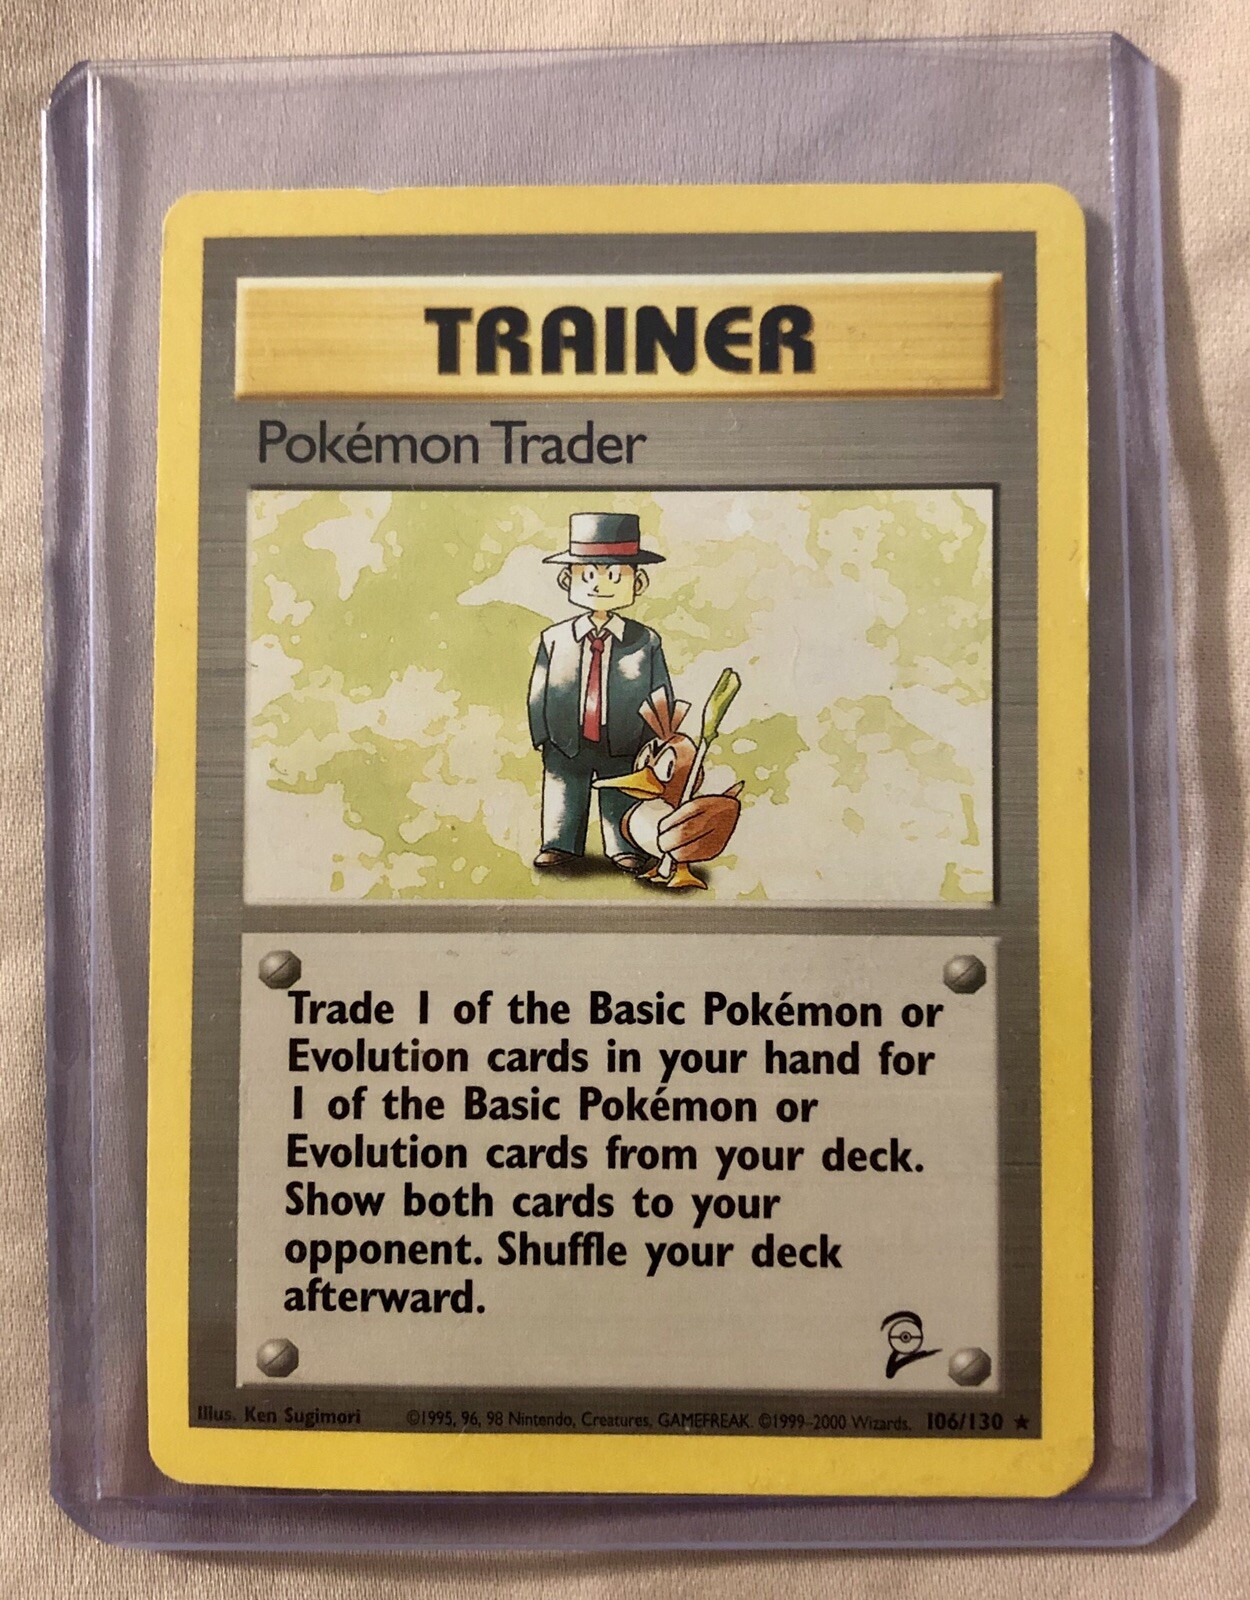 TRAINER
Pokémon Trader
Trade 1 of the Basic Pokémon or
Evolution cards in your hand for
1 of the Basic Pokémon or
Evolution cards from your deck.
Show both cards to your
opponent. Shuffle your deck
afterward.
Illus. Ken Sugimori ©1995, 96, 98 Nintendo, Creatures, GAMEFREAK. ©1999–2000 Wizards. 106/130 ★